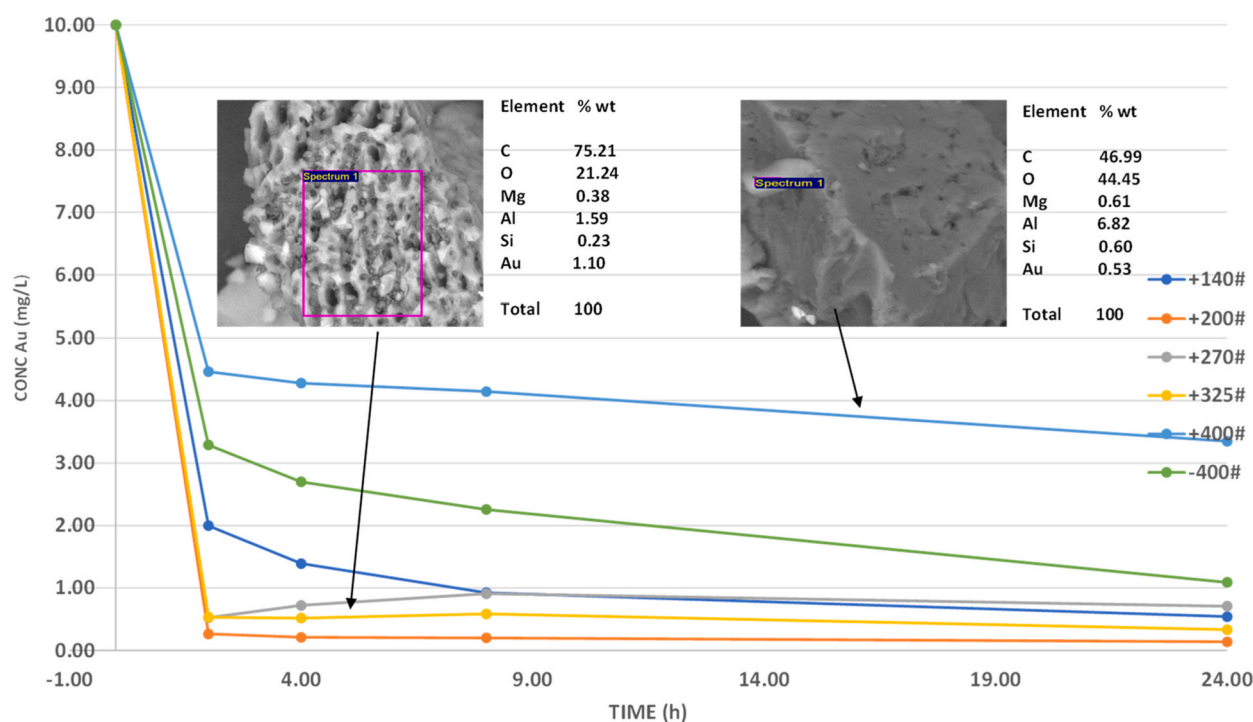 10.00
9.00
8.00
7.00
6.00
5.00
4.00
3.00
2.00
1.00
0.00
CONC Au (mg/L)
-1.00 4.00 9.00 14.00 19.00 24.00
TIME (h)
Spectrum 1
Element % wt
C 75.21
O 21.24
Mg 0.38
Al 1.59
Si 0.23
Au 1.10
Total 100
Spectrum 1
Element % wt
C 46.99
O 44.45
Mg 0.61
Al 6.82
Si 0.60
Au 0.53
Total 100
+140#
+200#
+270#
+325#
+400#
-400#